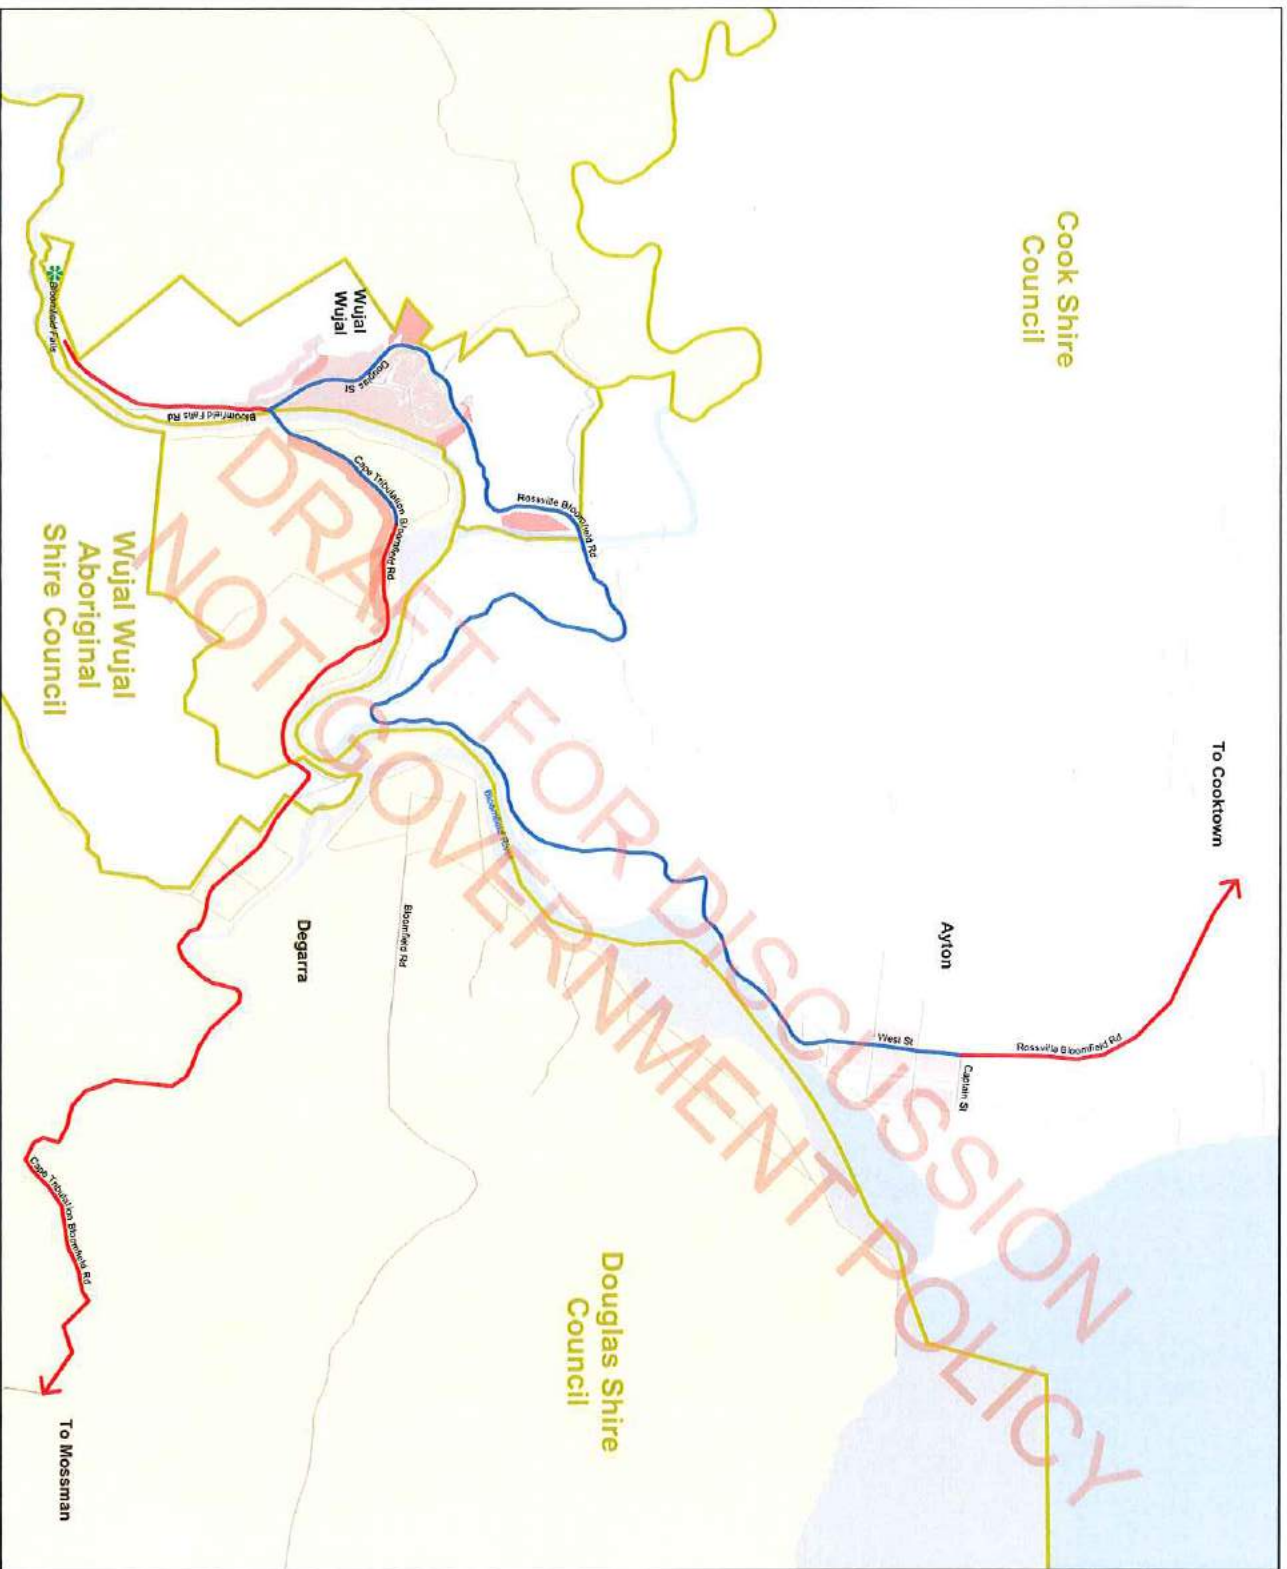 To Cooktown
Cook Shire
Council
Ayton
Rossville Bloomfield Rd
Captain St
West St
Rossville Bloomfield Rd
Bloomfield River
Wujal
Wujal
Douglas St
Cape Tribulation Bloomfield Rd
Bloomfield Falls Rd
Bloomfield Falls
Bloomfield Rd
Degarra
Douglas Shire
Council
Wujal Wujal
Aboriginal
Shire Council
Cape Tribulation Bloomfield Rd
To Mossman
DRAFT FOR DISCUSSION
NOT GOVERNMENT POLICY